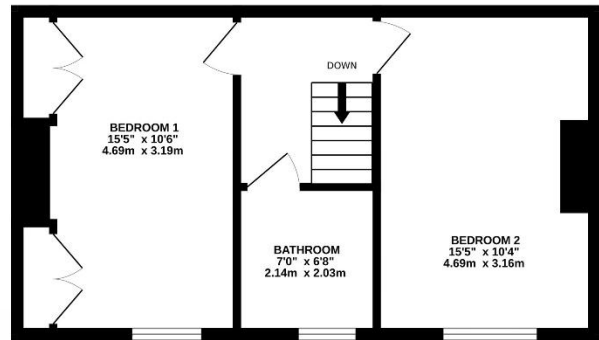 DOWN
BEDROOM 1
15'5" x 10'6"
4.69m x 3.19m
BATHROOM
7'0" x 6'8"
2.14m x 2.03m
BEDROOM 2
15'5" x 10'4"
4.69m x 3.16m